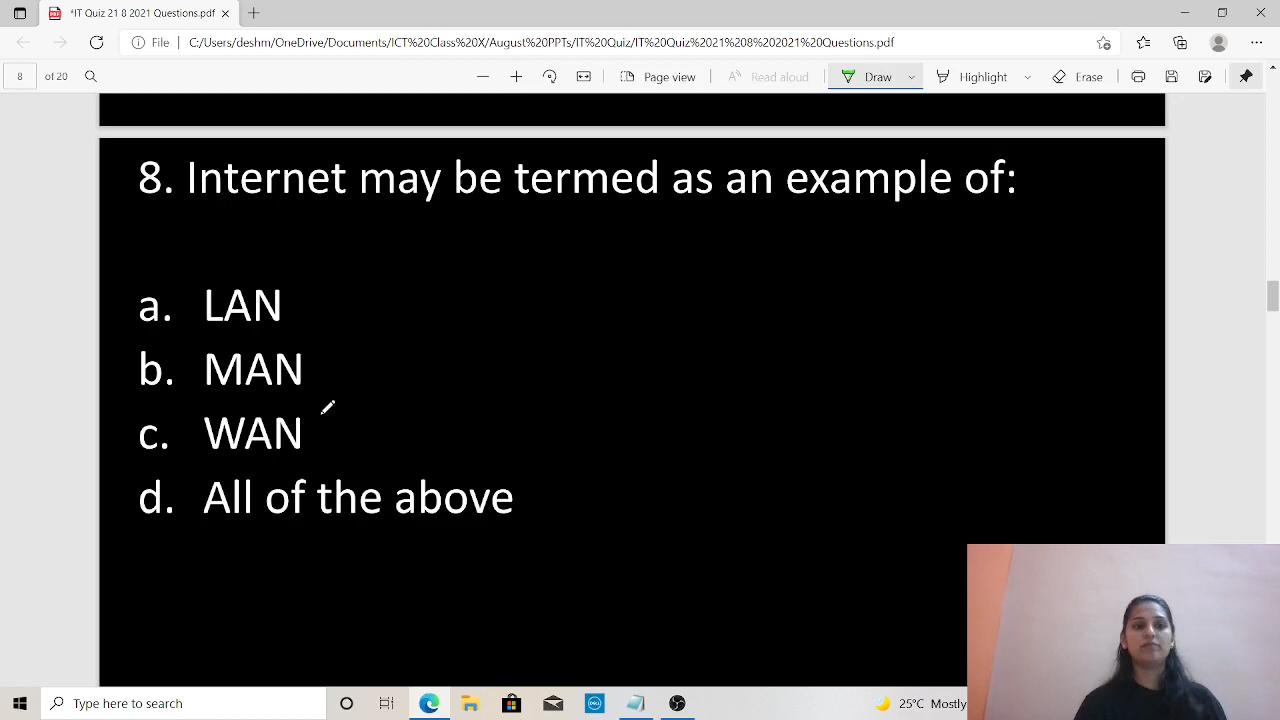 *IT Quiz 21 8 2021 Questions.pdf
File C:/Users/deshm/OneDrive/Documents/ICT%20Class%20X/August%20PPTs/IT%20Quiz/IT%20Quiz%2021%208%202021%20Questions.pdf
8 of 20 Page view Read aloud Draw Highlight Erase
8. Internet may be termed as an example of:
a. LAN
b. MAN
c. WAN
d. All of the above
Type here to search 25°C Mostly